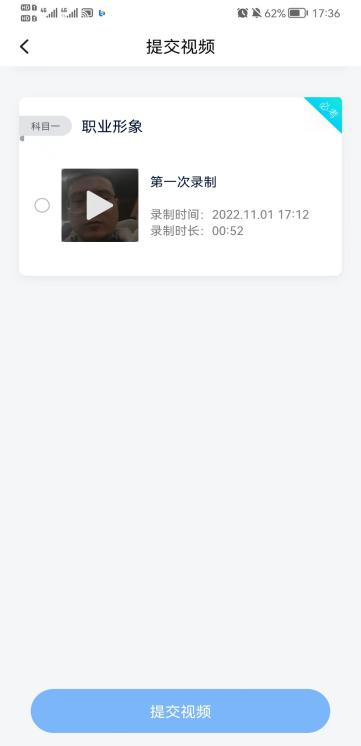 62% 17:36
提交视频
必考
科目一 职业形象
第一次录制
录制时间：2022.11.01 17:12
录制时长：00:52
提交视频